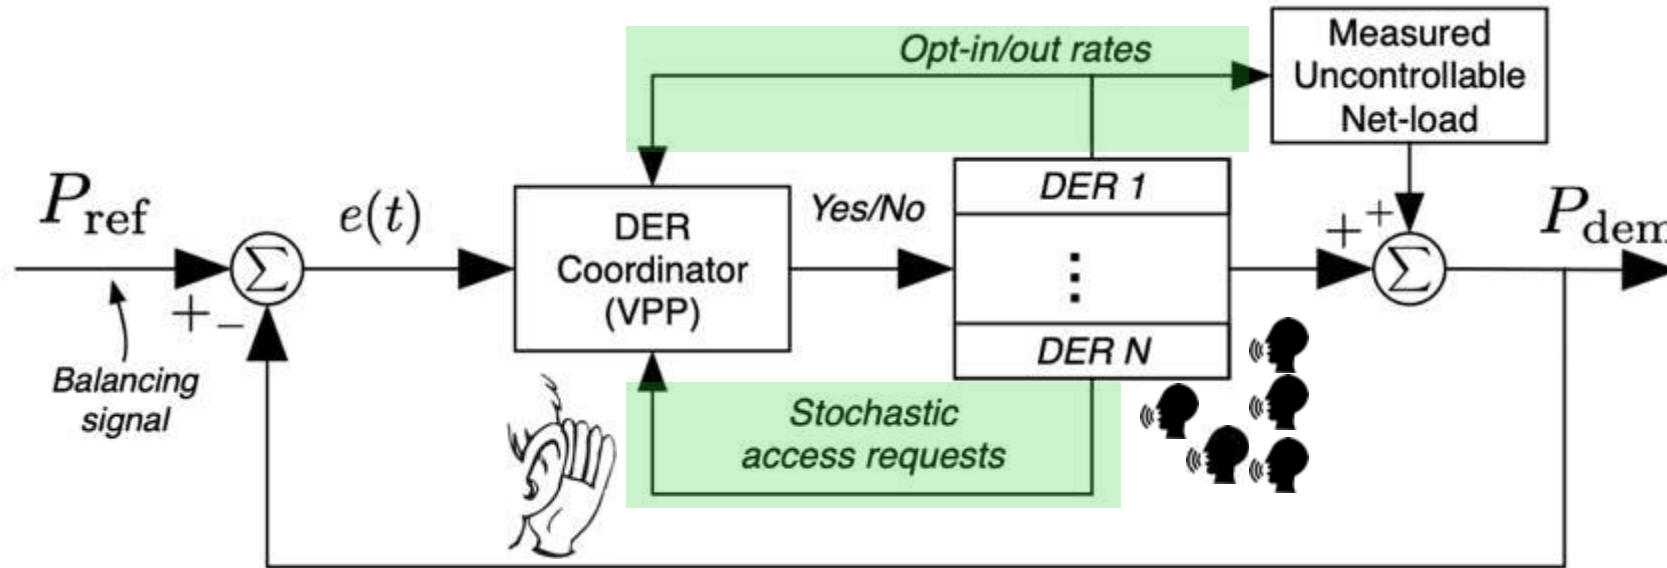 Opt-in/out rates
Measured
Uncontrollable
Net-load
P_ref
e(t)
DER
Coordinator
(VPP)
Yes/No
DER 1
⋮
DER N
+ +
P_dem
Σ
Σ
+ −
Balancing
signal
Stochastic
access requests